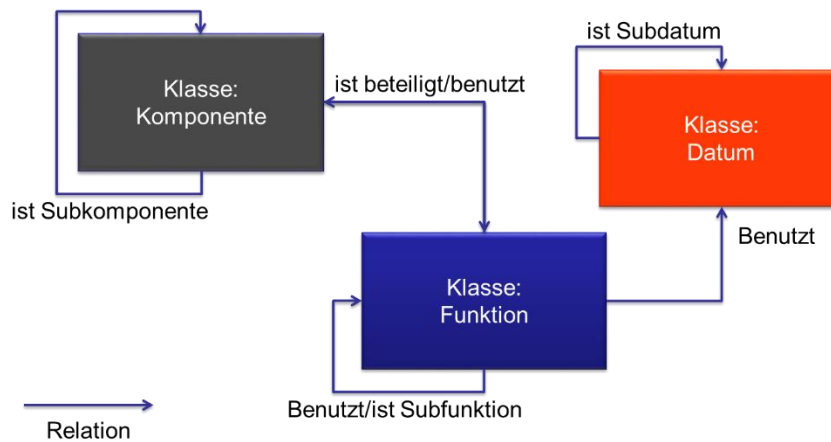 ist Subdatum
Klasse:
Komponente
ist beteiligt/benutzt
Klasse:
Datum
ist Subkomponente
Benutzt
Klasse:
Funktion
Benutzt/ist Subfunktion
Relation